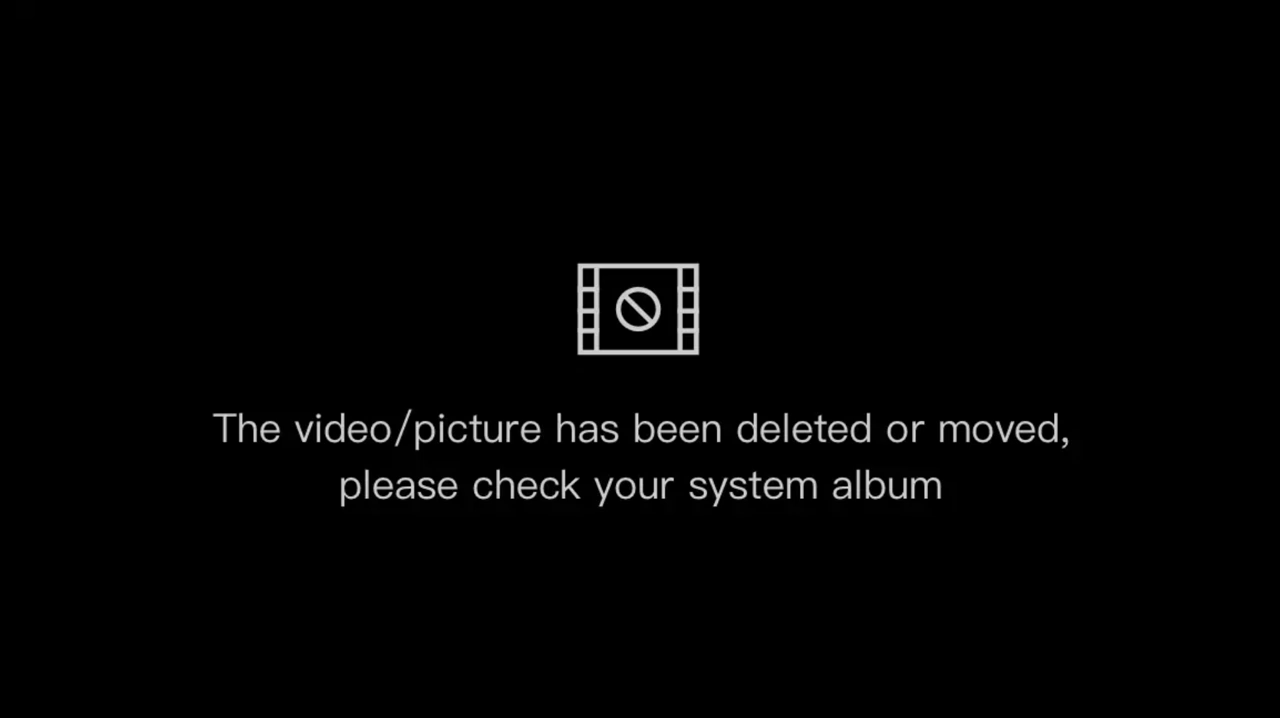 The video/picture has been deleted or moved,
please check your system album